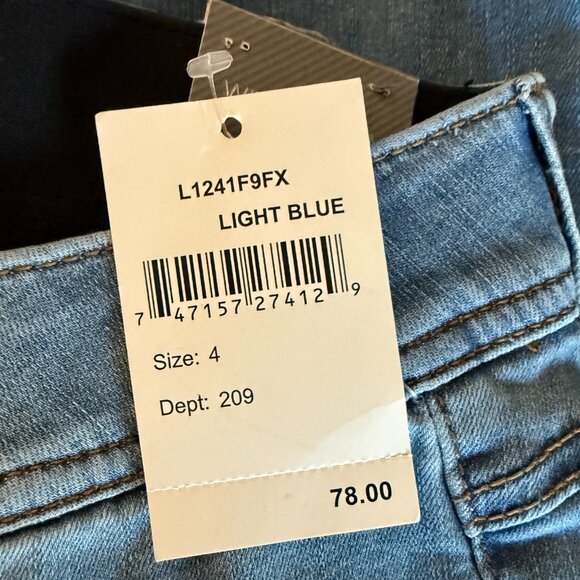 L1241F9FX
LIGHT BLUE
7 47157 27412 9
Size: 4
Dept: 209
78.00